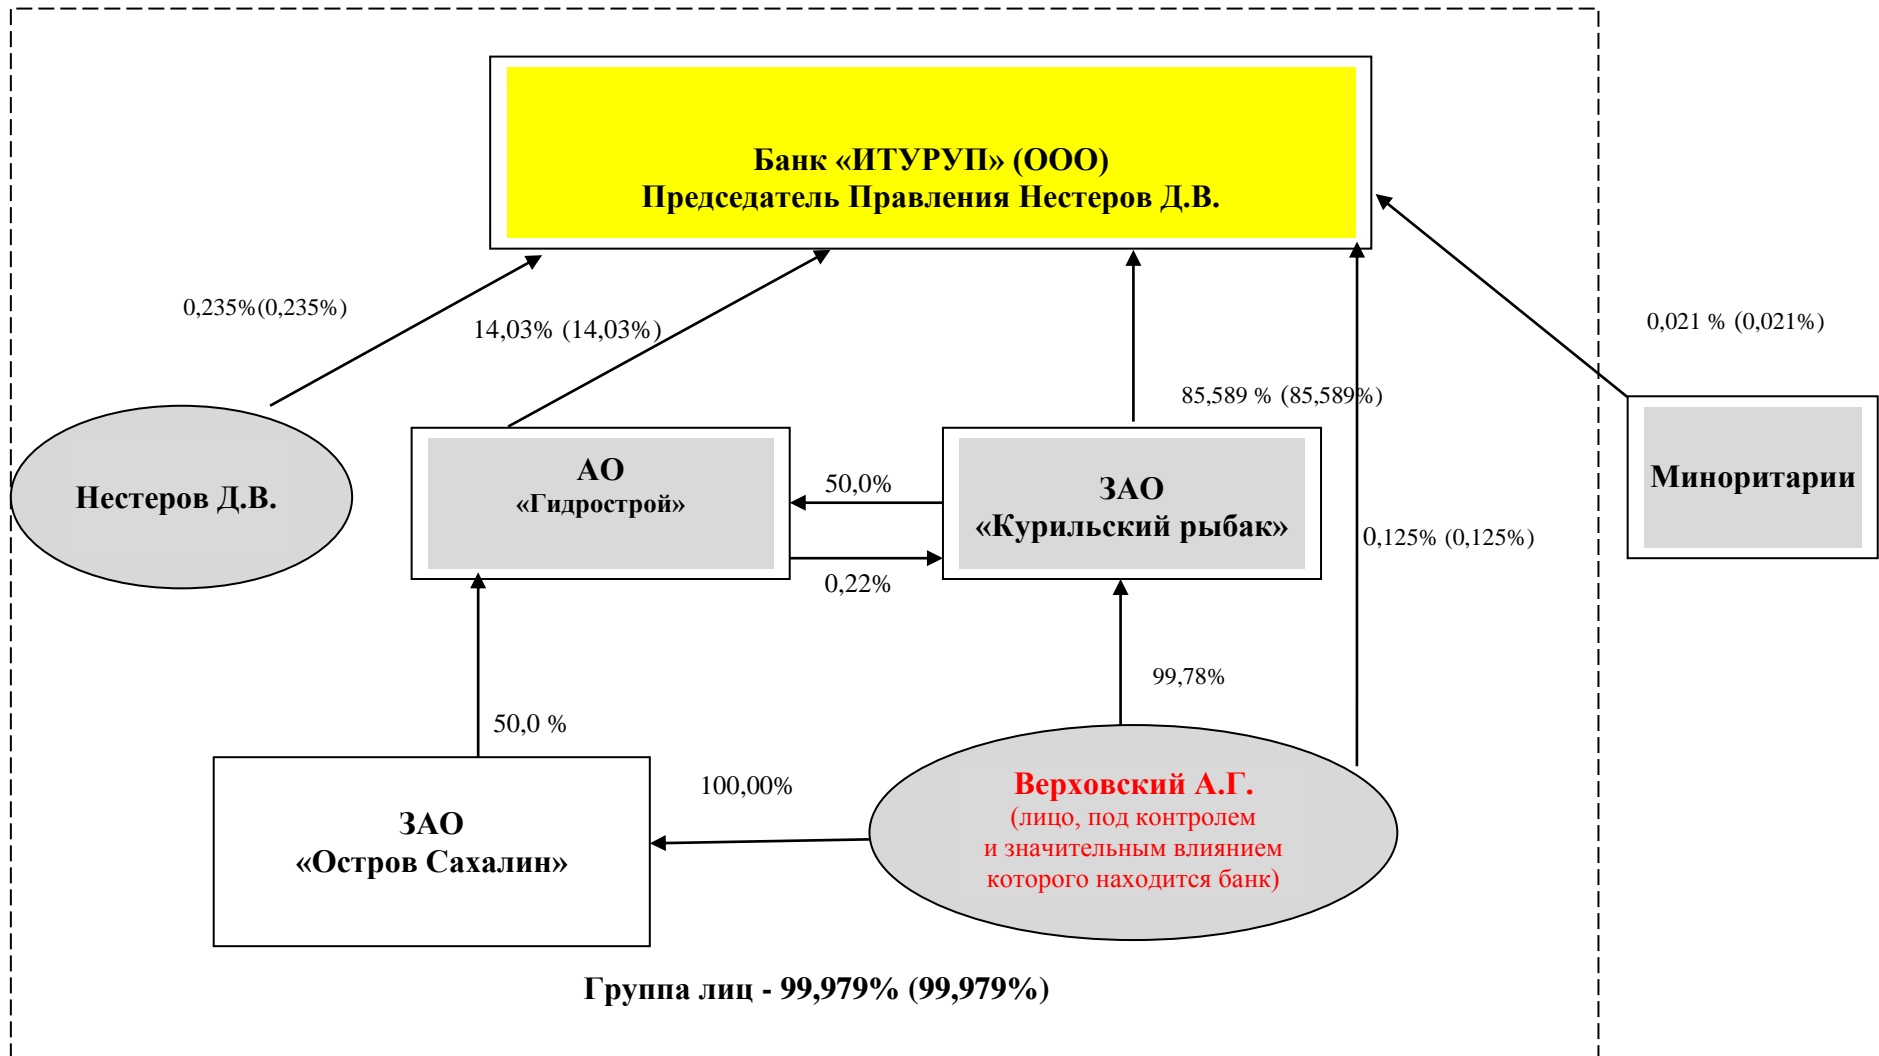 Банк «ИТУРУП» (ООО)
Председатель Правления Нестеров Д.В.
0,235%(0,235%)
14,03% (14,03%)
0,021 % (0,021%)
85,589 % (85,589%)
Нестеров Д.В.
АО
«Гидрострой»
50,0%
ЗАО
«Курильский рыбак»
Миноритарии
0,125% (0,125%)
0,22%
99,78%
50,0 %
100,00%
ЗАО
«Остров Сахалин»
Верховский А.Г.
(лицо, под контролем
и значительным влиянием
которого находится банк)
Группа лиц - 99,979% (99,979%)